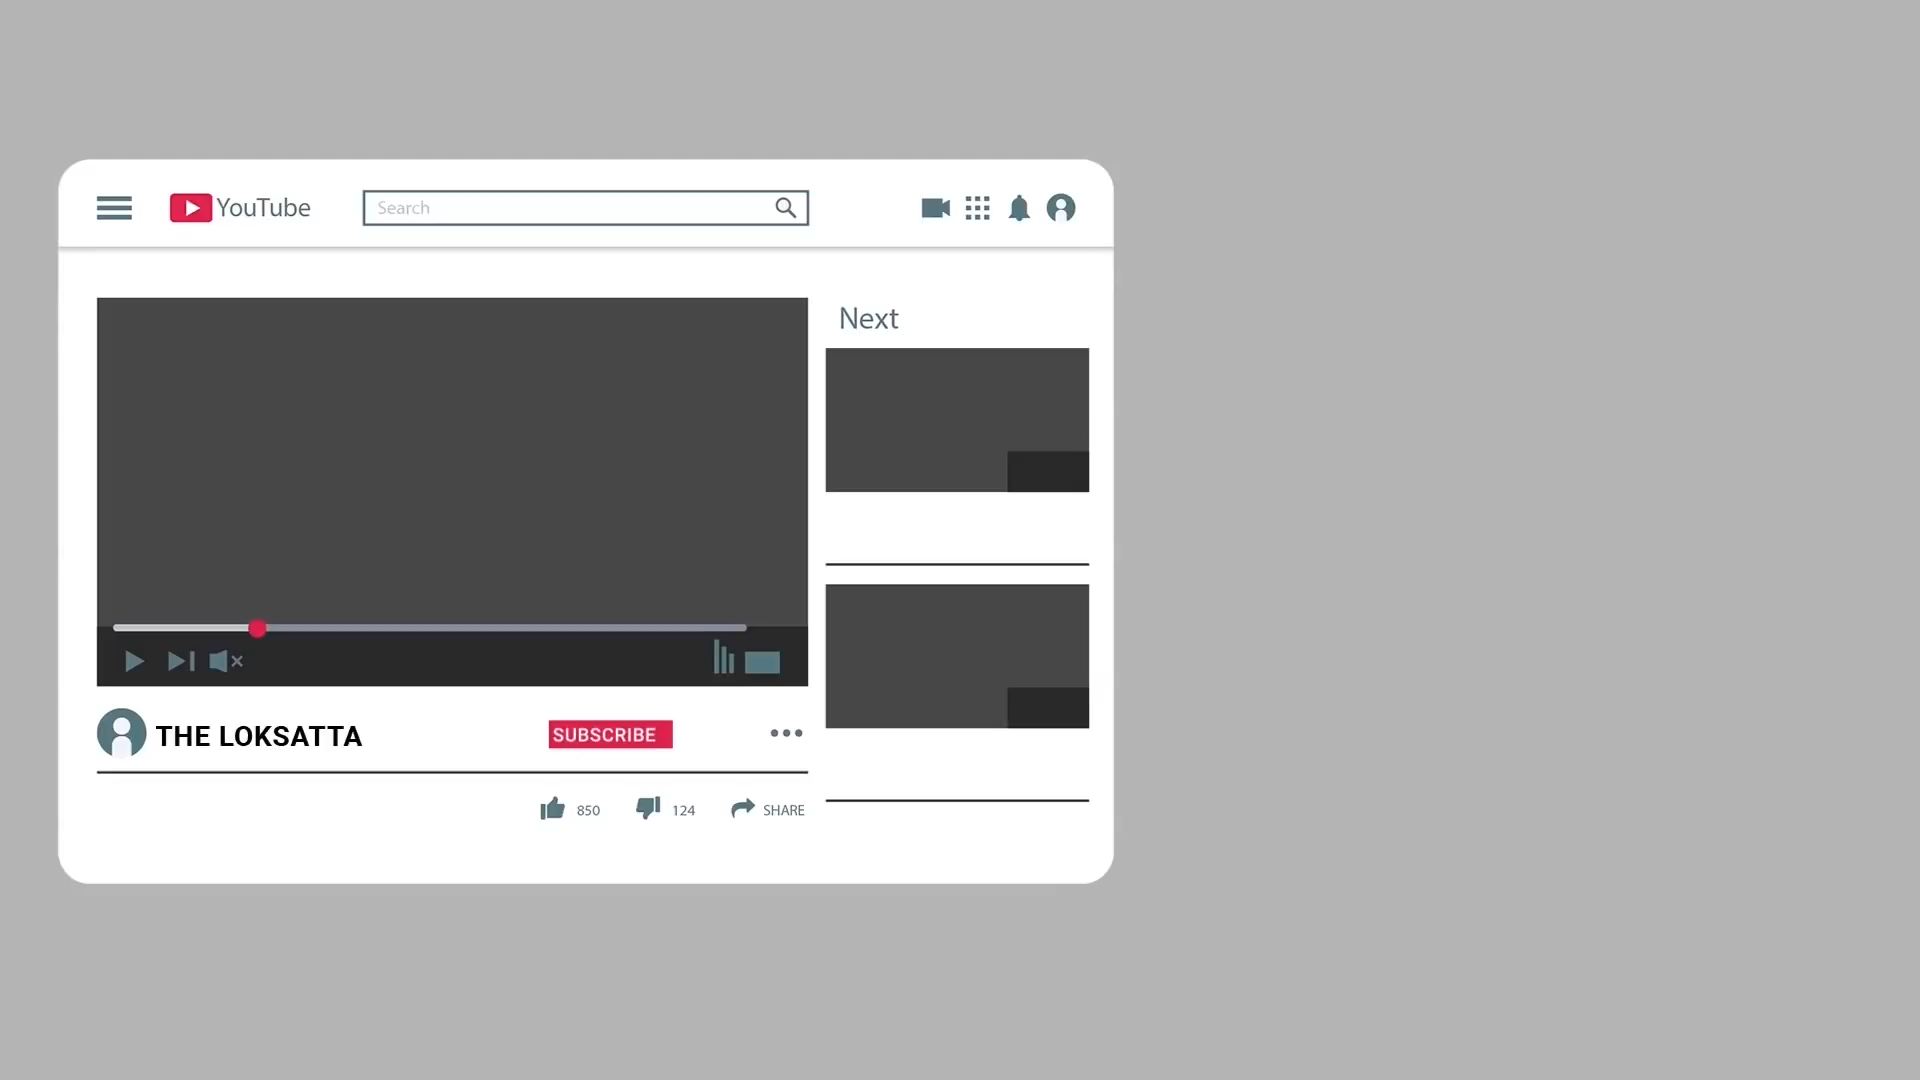 YouTube
Search
Next
THE LOKSATTA
SUBSCRIBE
850
124
SHARE